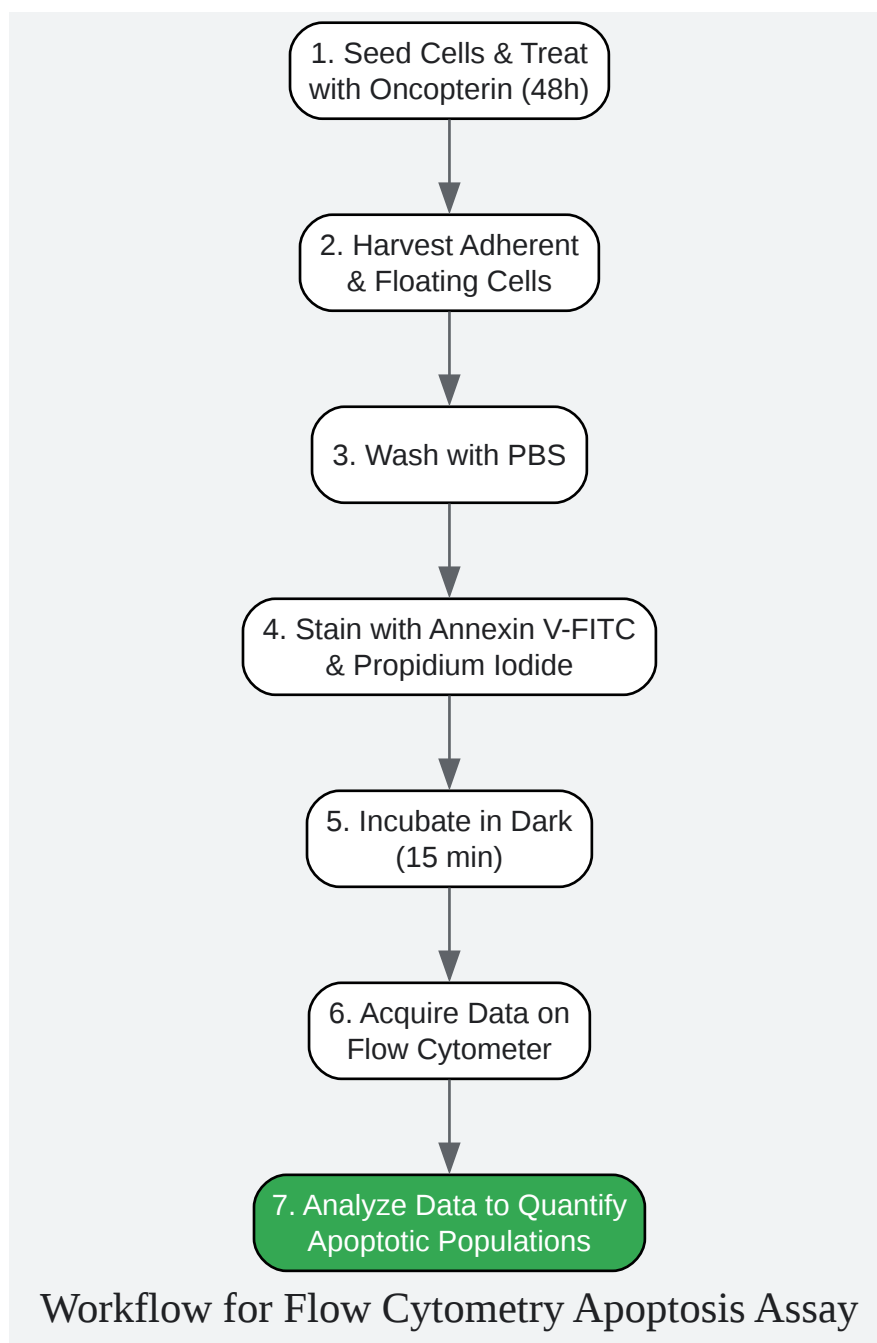 1. Seed Cells & Treat
with Oncopterin (48h)
2. Harvest Adherent
& Floating Cells
3. Wash with PBS
4. Stain with Annexin V-FITC
& Propidium Iodide
5. Incubate in Dark
(15 min)
6. Acquire Data on
Flow Cytometer
7. Analyze Data to Quantify
Apoptotic Populations
Workflow for Flow Cytometry Apoptosis Assay